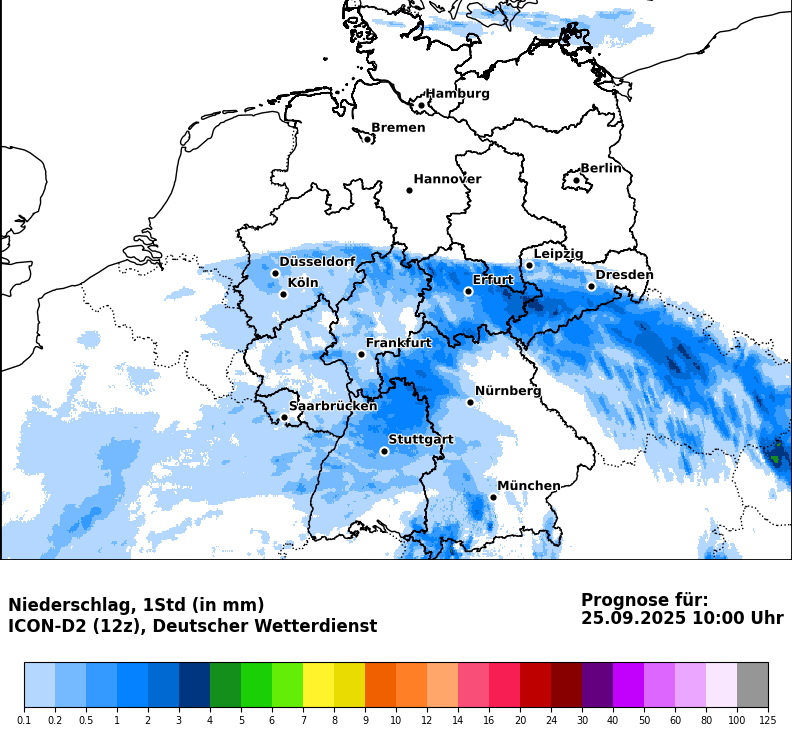 Hamburg
Bremen
Berlin
Hannover
Leipzig
Düsseldorf
Dresden
Köln
Erfurt
Frankfurt
Nürnberg
Saarbrücken
Stuttgart
München
Niederschlag, 1Std (in mm)
ICON-D2 (12z), Deutscher Wetterdienst
Prognose für:
25.09.2025 10:00 Uhr
0.1 0.2 0.5 1 2 3 4 5 6 7 8 9 10 12 14 16 20 24 30 40 50 60 80 100 125